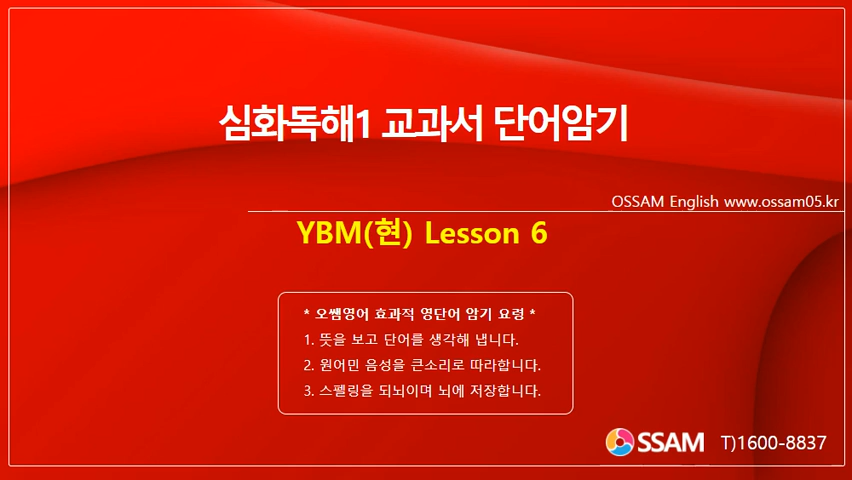 심화독해1 교과서 단어암기
OSSAM English www.ossam05.kr
YBM(현) Lesson 6
* 오쌤영어 효과적 영단어 암기 요령 *
1. 뜻을 보고 단어를 생각해 냅니다.
2. 원어민 음성을 큰소리로 따라합니다.
3. 스펠링을 되뇌이며 뇌에 저장합니다.
OSSAM T)1600-8837